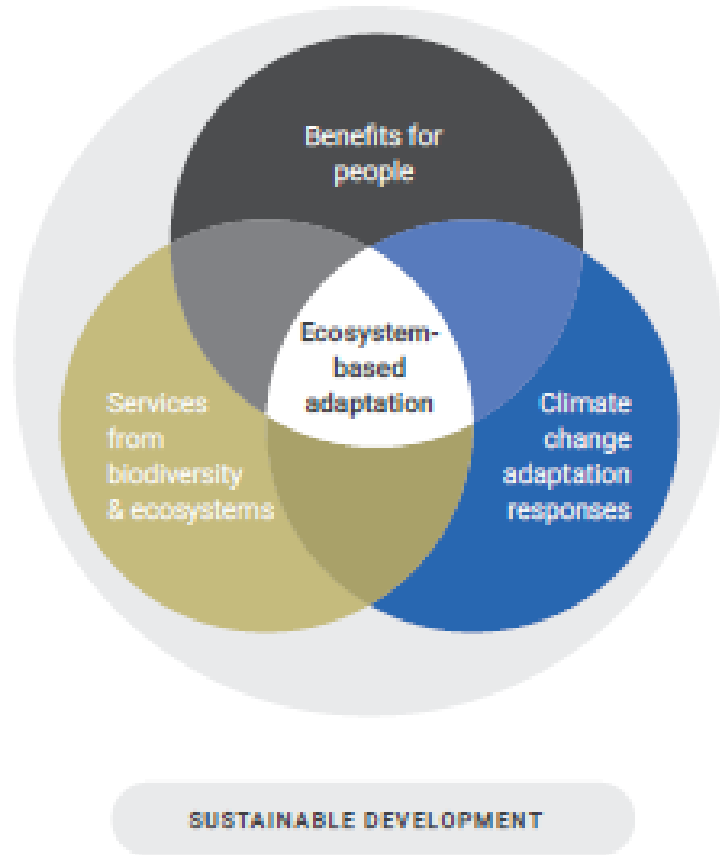 Benefits for
people
Ecosystem-
based
adaptation
Services
from
biodiversity
& ecosystems
Climate
change
adaptation
responses
SUSTAINABLE DEVELOPMENT